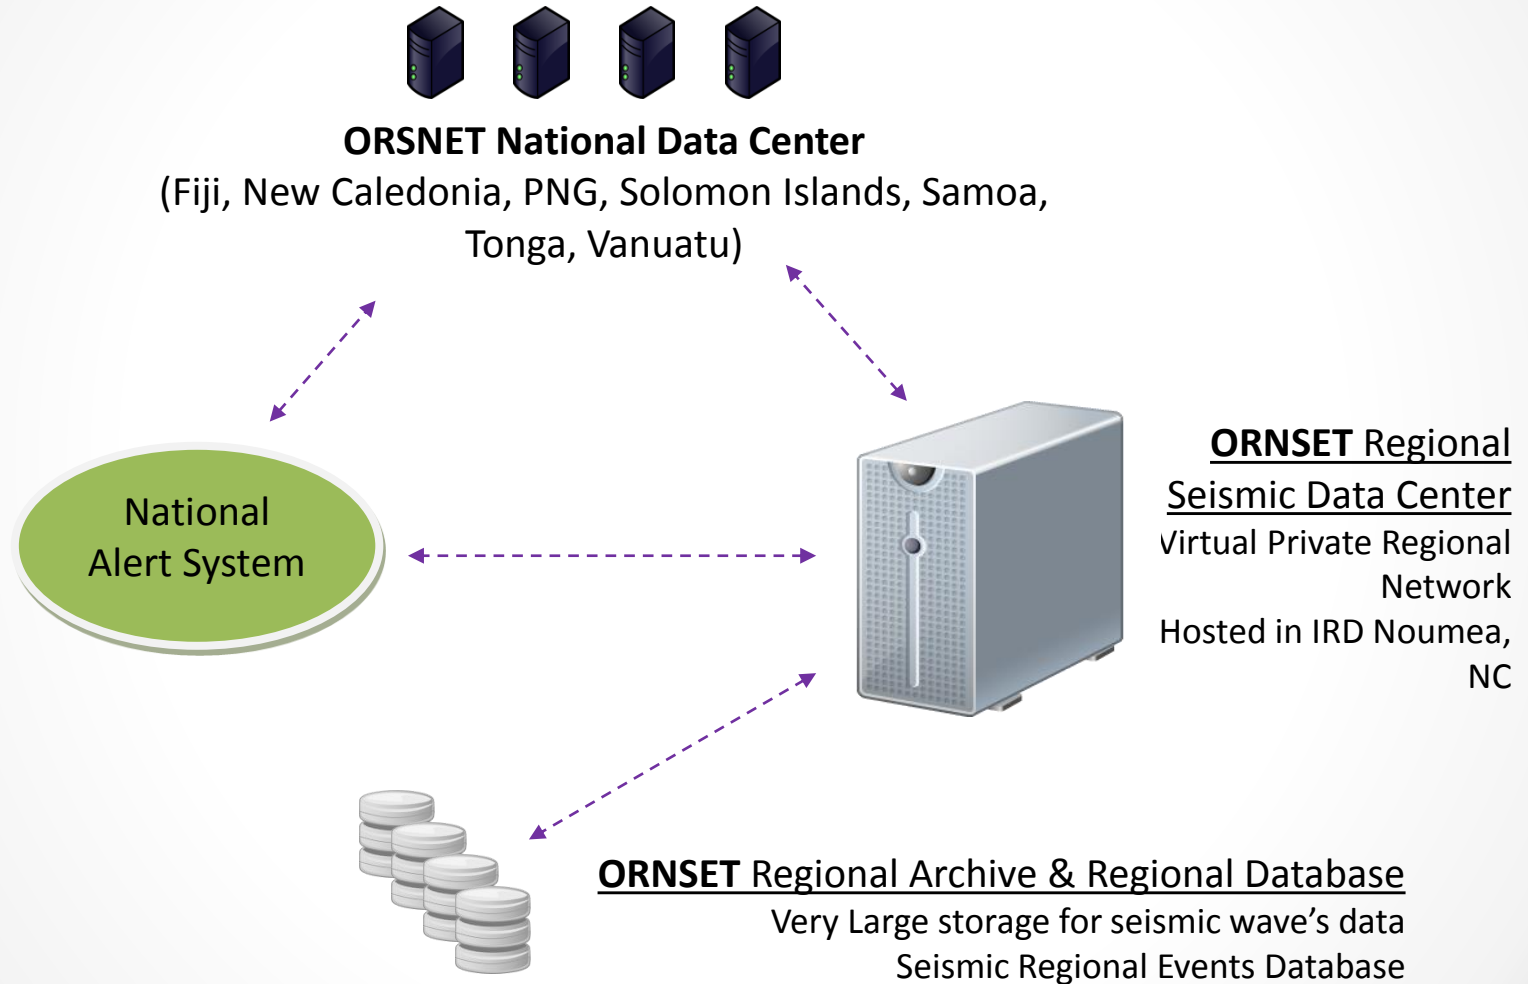 ORSNET National Data Center
(Fiji, New Caledonia, PNG, Solomon Islands, Samoa,
Tonga, Vanuatu)
National
Alert System
ORNSET Regional
Seismic Data Center
Virtual Private Regional
Network
Hosted in IRD Noumea,
NC
ORNSET Regional Archive & Regional Database
Very Large storage for seismic wave’s data
Seismic Regional Events Database